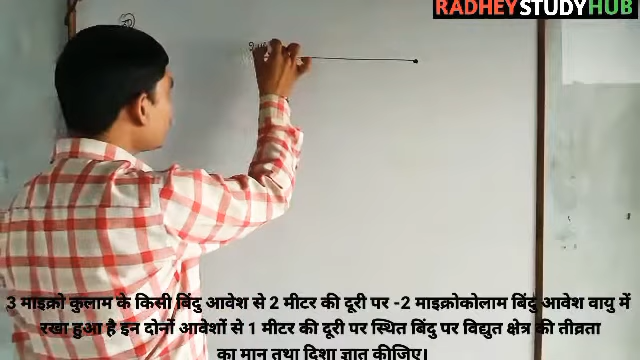 RADHEYSTUDYHUB
3 माइक्रो कुलाम के किसी बिंदु आवेश से 2 मीटर की दूरी पर -2 माइक्रोकोलाम बिंदु आवेश वायु में
रखा हुआ है इन दोनों आवेशों से 1 मीटर की दूरी पर स्थित बिंदु पर विद्युत क्षेत्र की तीव्रता
का मान तथा दिशा ज्ञात कीजिए।